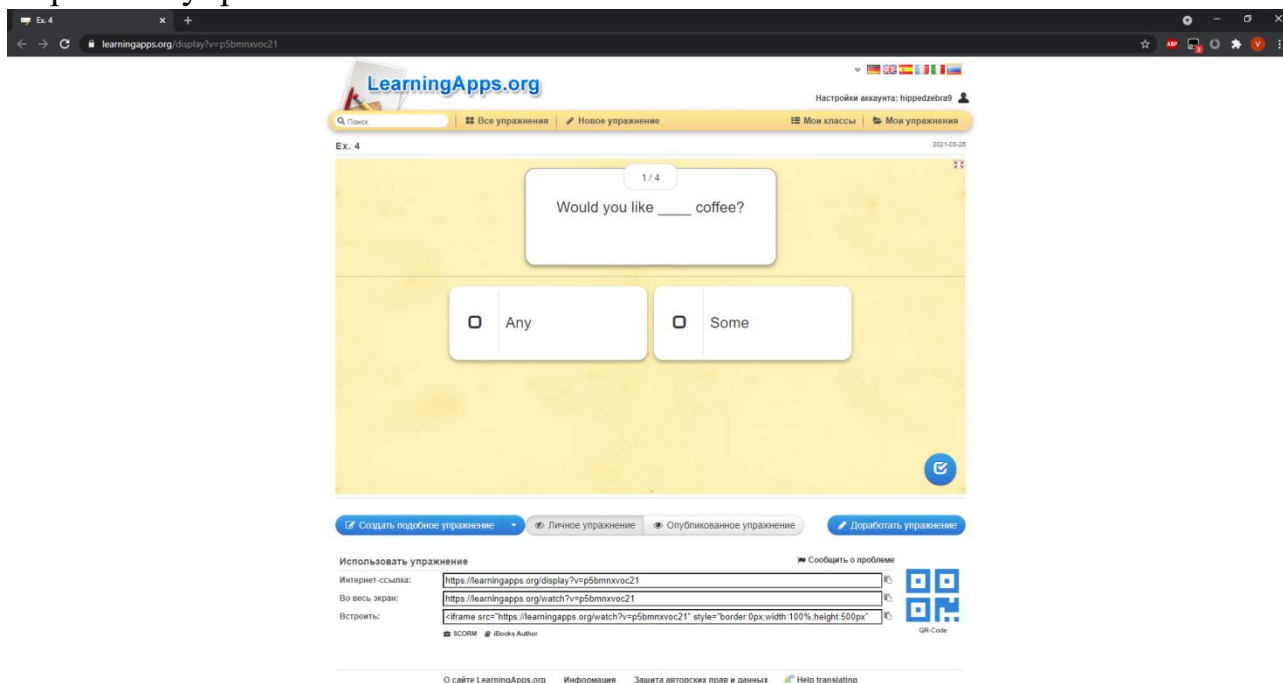 Ex. 4
learningapps.org/display?v=p5bmnxvoc21
ABP
3
V
LearningApps.org
Настройки аккаунта: hippedzebra9
Поиск
Все упражнения
Новое упражнение
Мои классы
Мои упражнения
Ex. 4
2021-03-26
1 / 4
Would you like ____ coffee?
Any
Some
Создать подобное упражнение
Личное упражнение
Опубликованное упражнение
Доработать упражнение
Использовать упражнение
Сообщить о проблеме
Интернет-ссылка:
https://learningapps.org/display?v=p5bmnxvoc21
Во весь экран:
https://learningapps.org/watch?v=p5bmnxvoc21
Встроить:
<iframe src="https://learningapps.org/watch?v=p5bmnxvoc21" style="border:0px;width:100%;height:500px"
SCORM
iBooks Author
QR-Code
О сайте LearningApps.org
Информация
Защита авторских прав и данных
Help translating